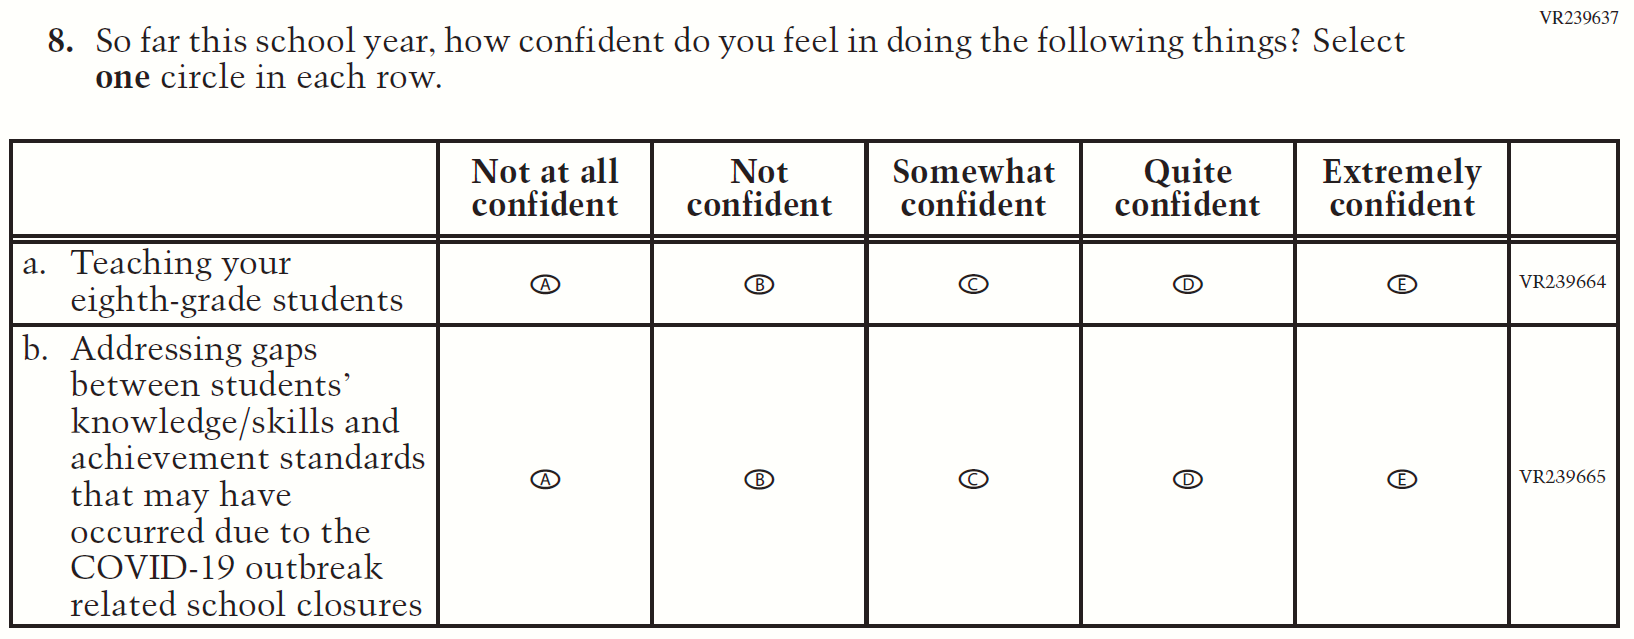 VR239637
8. So far this school year, how confident do you feel in doing the following things? Select
one circle in each row.
Not at all confident Not confident Somewhat confident Quite confident Extremely confident
a. Teaching your
eighth-grade students
A B C D E VR239664
b. Addressing gaps
between students’
knowledge/skills and
achievement standards
that may have
occurred due to the
COVID-19 outbreak
related school closures
A B C D E VR239665